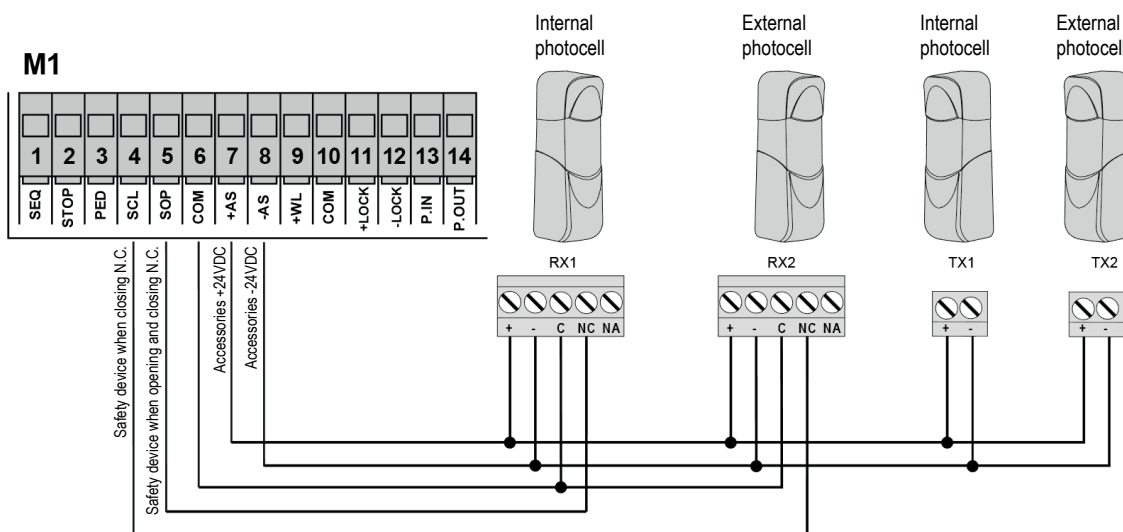 M1
1 2 3 4 5 6 7 8 9 10 11 12 13 14
SEQ
STOP
PED
SCL
SOP
COM
+AS
-AS
+WL
COM
+LOCK
-LOCK
P.IN
P.OUT
Safety device when closing N.C.
Safety device when opening and closing N.C.
Accessories +24VDC
Accessories -24VDC
Internal
photocell
RX1
+ - C NC NA
External
photocell
RX2
+ - C NC NA
Internal
photocell
TX1
+ -
External
photocell
TX2
+ -